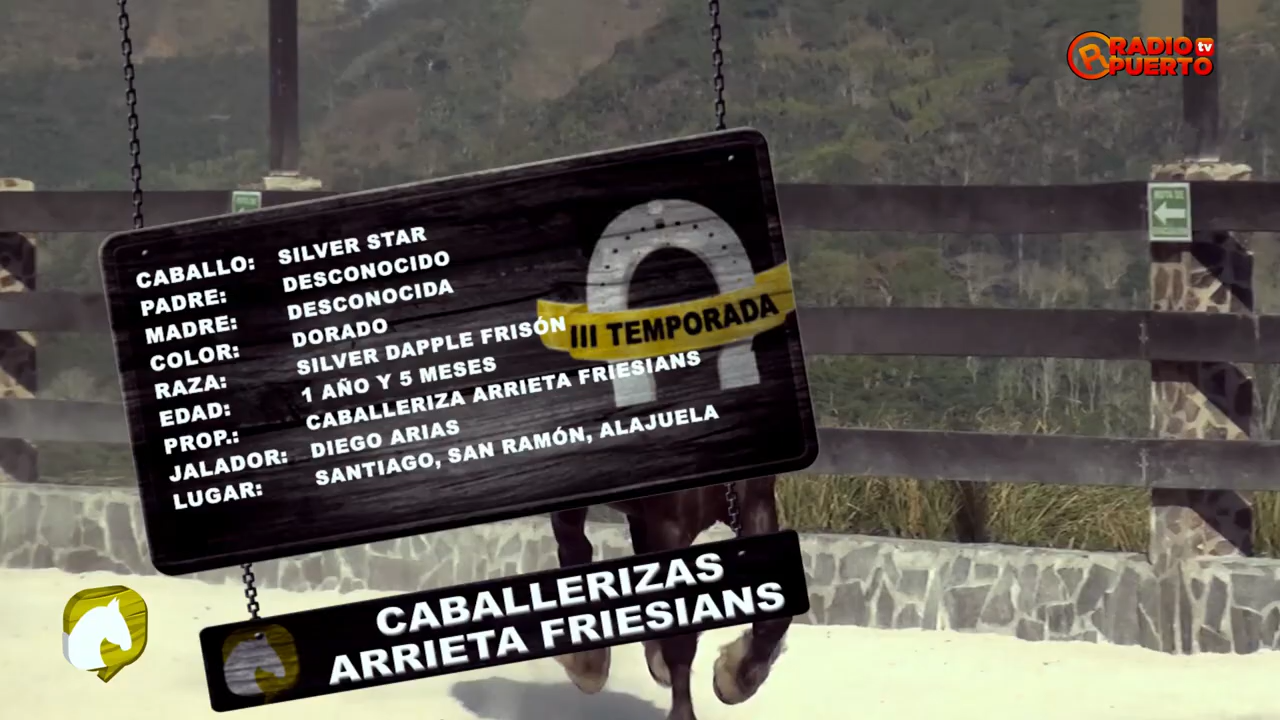 RADIO tv
PUERTO
CABALLO: SILVER STAR
PADRE: DESCONOCIDO
MADRE: DESCONOCIDA
COLOR: DORADO
RAZA: SILVER DAPPLE FRISÓN
EDAD: 1 AÑO Y 5 MESES
PROP.: CABALLERIZA ARRIETA FRIESIANS
JALADOR: DIEGO ARIAS
LUGAR: SANTIAGO, SAN RAMÓN, ALAJUELA
III TEMPORADA
CABALLERIZAS
ARRIETA FRIESIANS